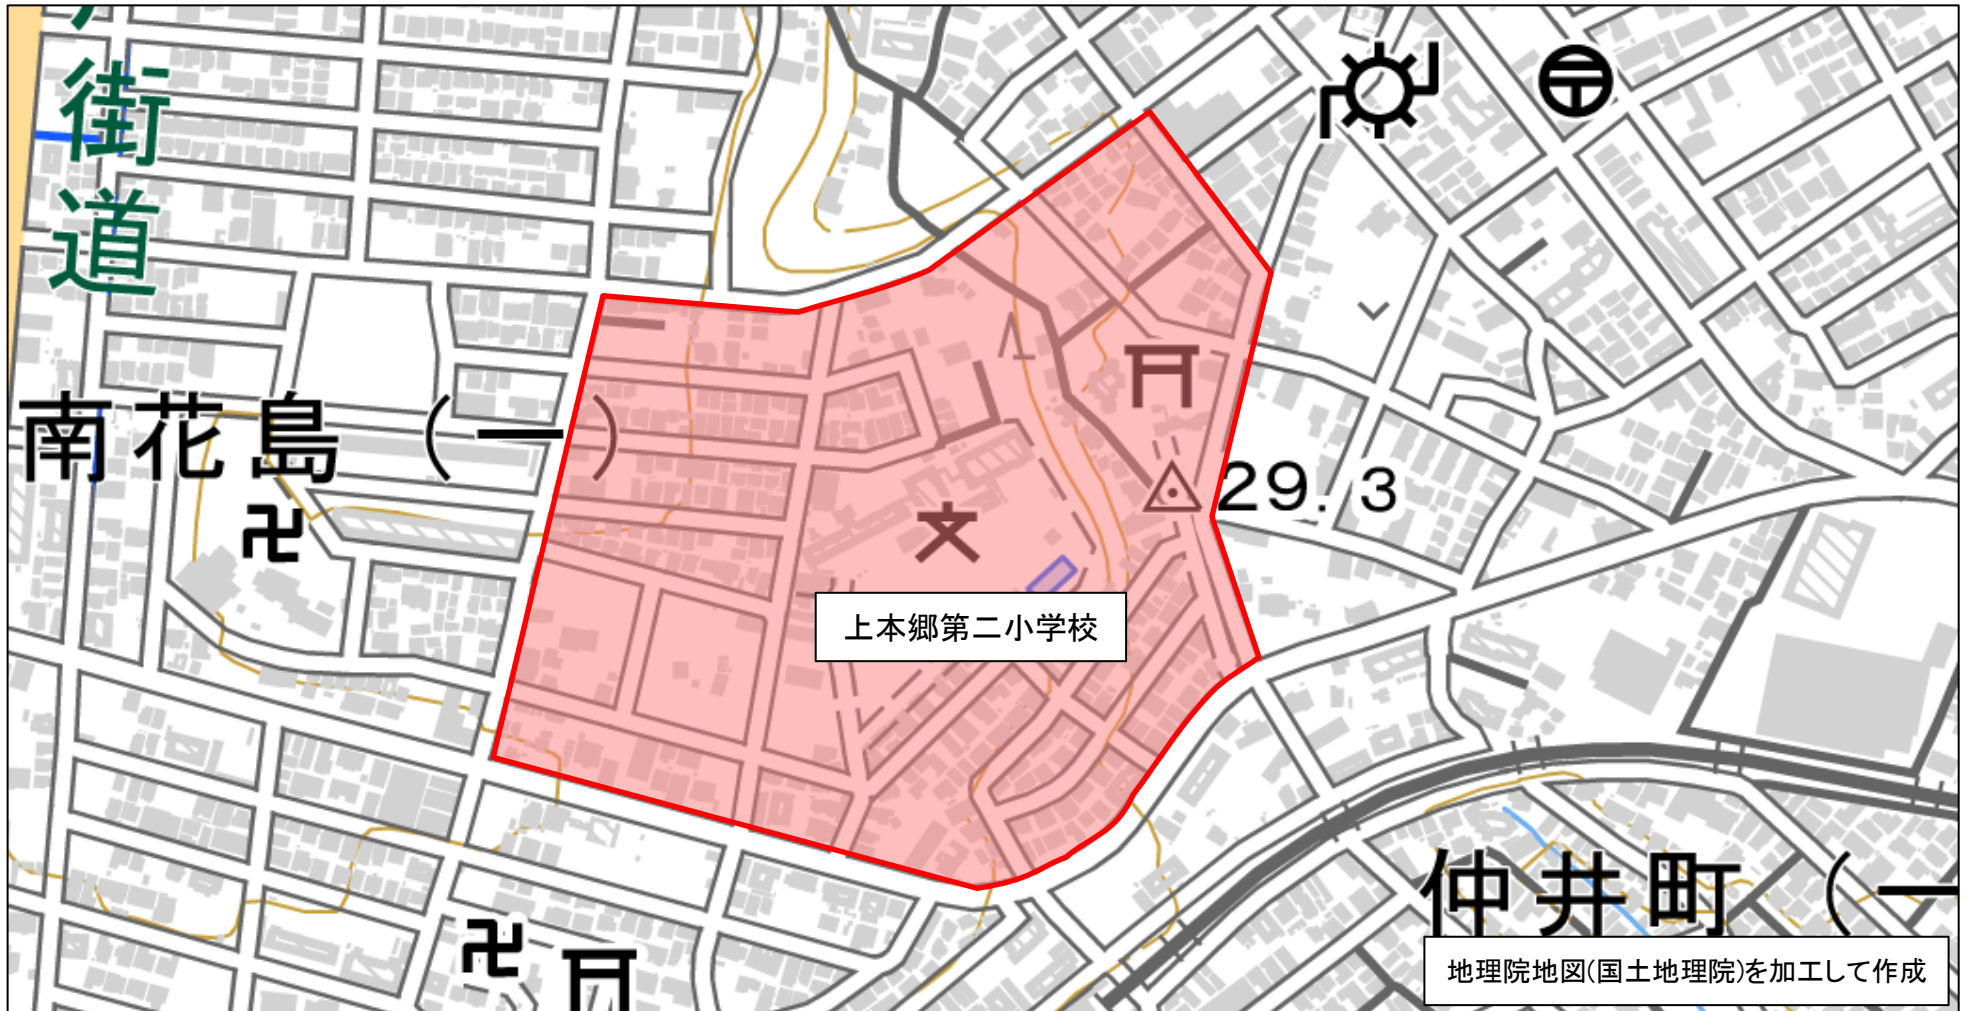 街道
南花島(一)
29.3
上本郷第二小学校
仲井町(一
地理院地図(国土地理院)を加工して作成